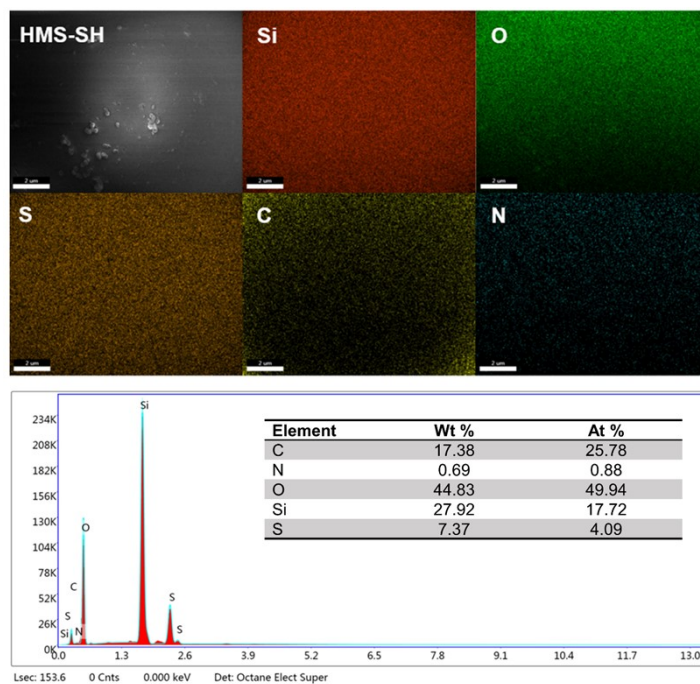 HMS-SH
Si
O
2 um
2 um
2 um
S
C
N
2 um
2 um
2 um
234K
208K
182K
156K
130K
104K
78K
52K
26K
0K
Si
O
C
S
Si
N
S
S
Element Wt % At %
C 17.38 25.78
N 0.69 0.88
O 44.83 49.94
Si 27.92 17.72
S 7.37 4.09
0.0 1.3 2.6 3.9 5.2 6.5 7.8 9.1 10.4 11.7 13.0
Lsec: 153.6 0 Cnts 0.000 keV Det: Octane Elect Super